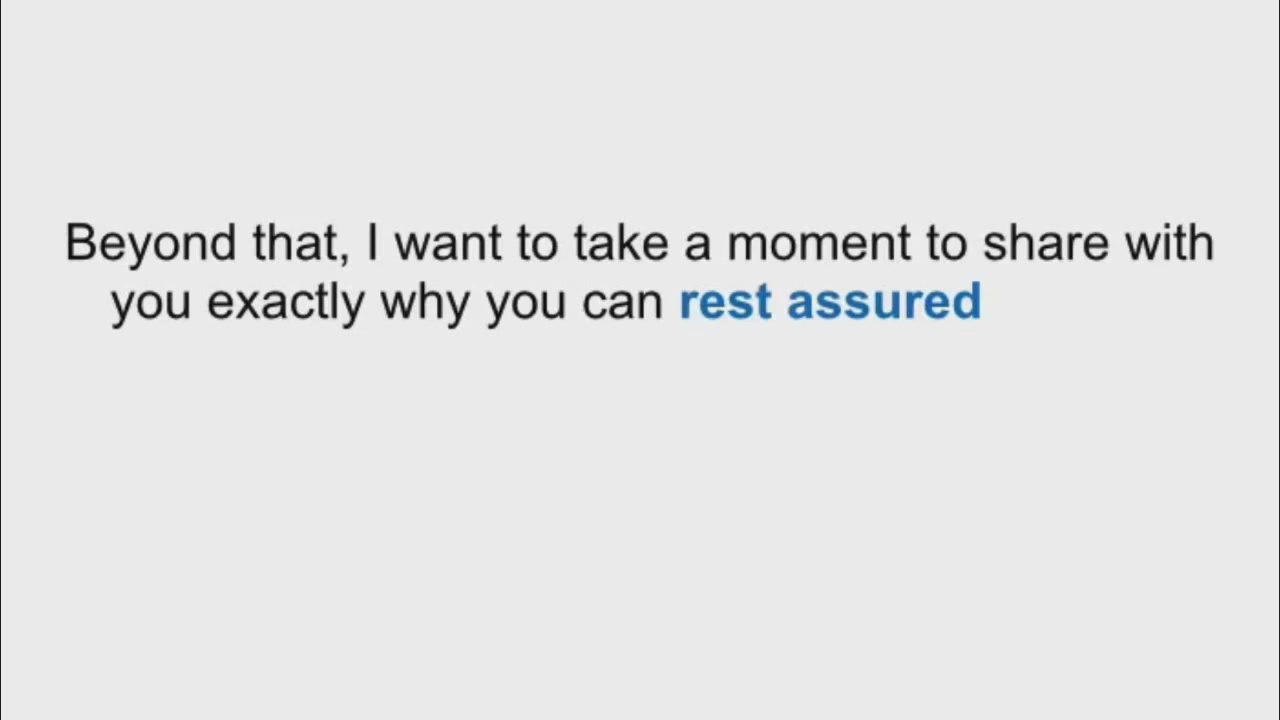 Beyond that, I want to take a moment to share with
you exactly why you can rest assured